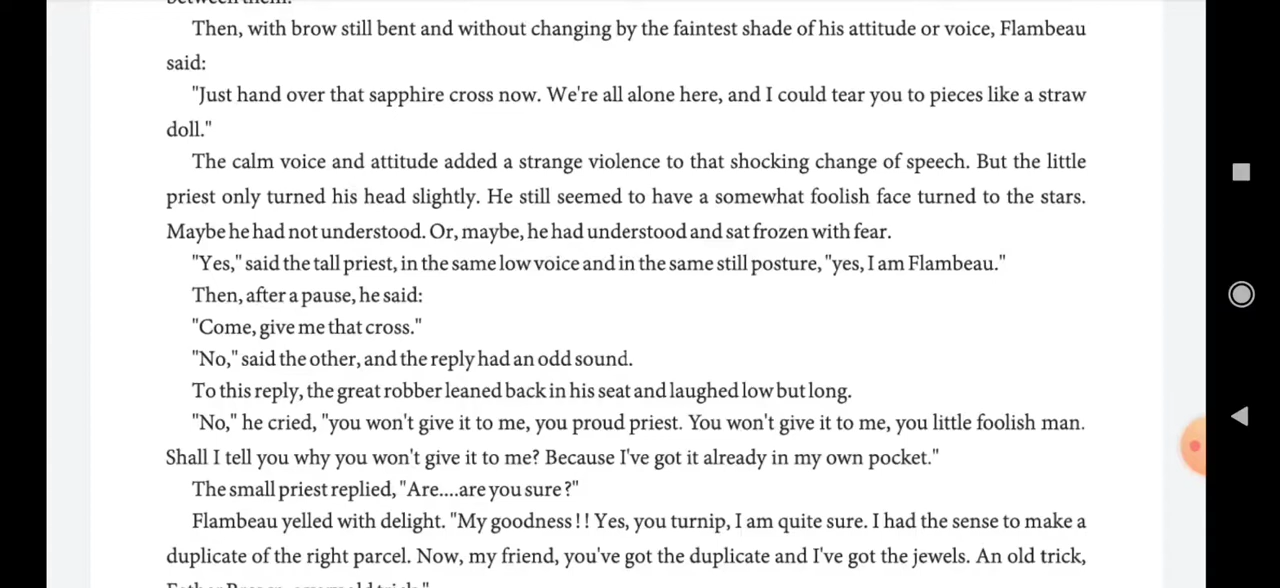 Then, with brow still bent and without changing by the faintest shade of his attitude or voice, Flambeau
said:
"Just hand over that sapphire cross now. We're all alone here, and I could tear you to pieces like a straw
doll."
The calm voice and attitude added a strange violence to that shocking change of speech. But the little
priest only turned his head slightly. He still seemed to have a somewhat foolish face turned to the stars.
Maybe he had not understood. Or, maybe, he had understood and sat frozen with fear.
"Yes," said the tall priest, in the same low voice and in the same still posture, "yes, I am Flambeau."
Then, after a pause, he said:
"Come, give me that cross."
"No," said the other, and the reply had an odd sound.
To this reply, the great robber leaned back in his seat and laughed low but long.
"No," he cried, "you won't give it to me, you proud priest. You won't give it to me, you little foolish man.
Shall I tell you why you won't give it to me? Because I've got it already in my own pocket."
The small priest replied, "Are....are you sure?"
Flambeau yelled with delight. "My goodness!! Yes, you turnip, I am quite sure. I had the sense to make a
duplicate of the right parcel. Now, my friend, you've got the duplicate and I've got the jewels. An old trick,